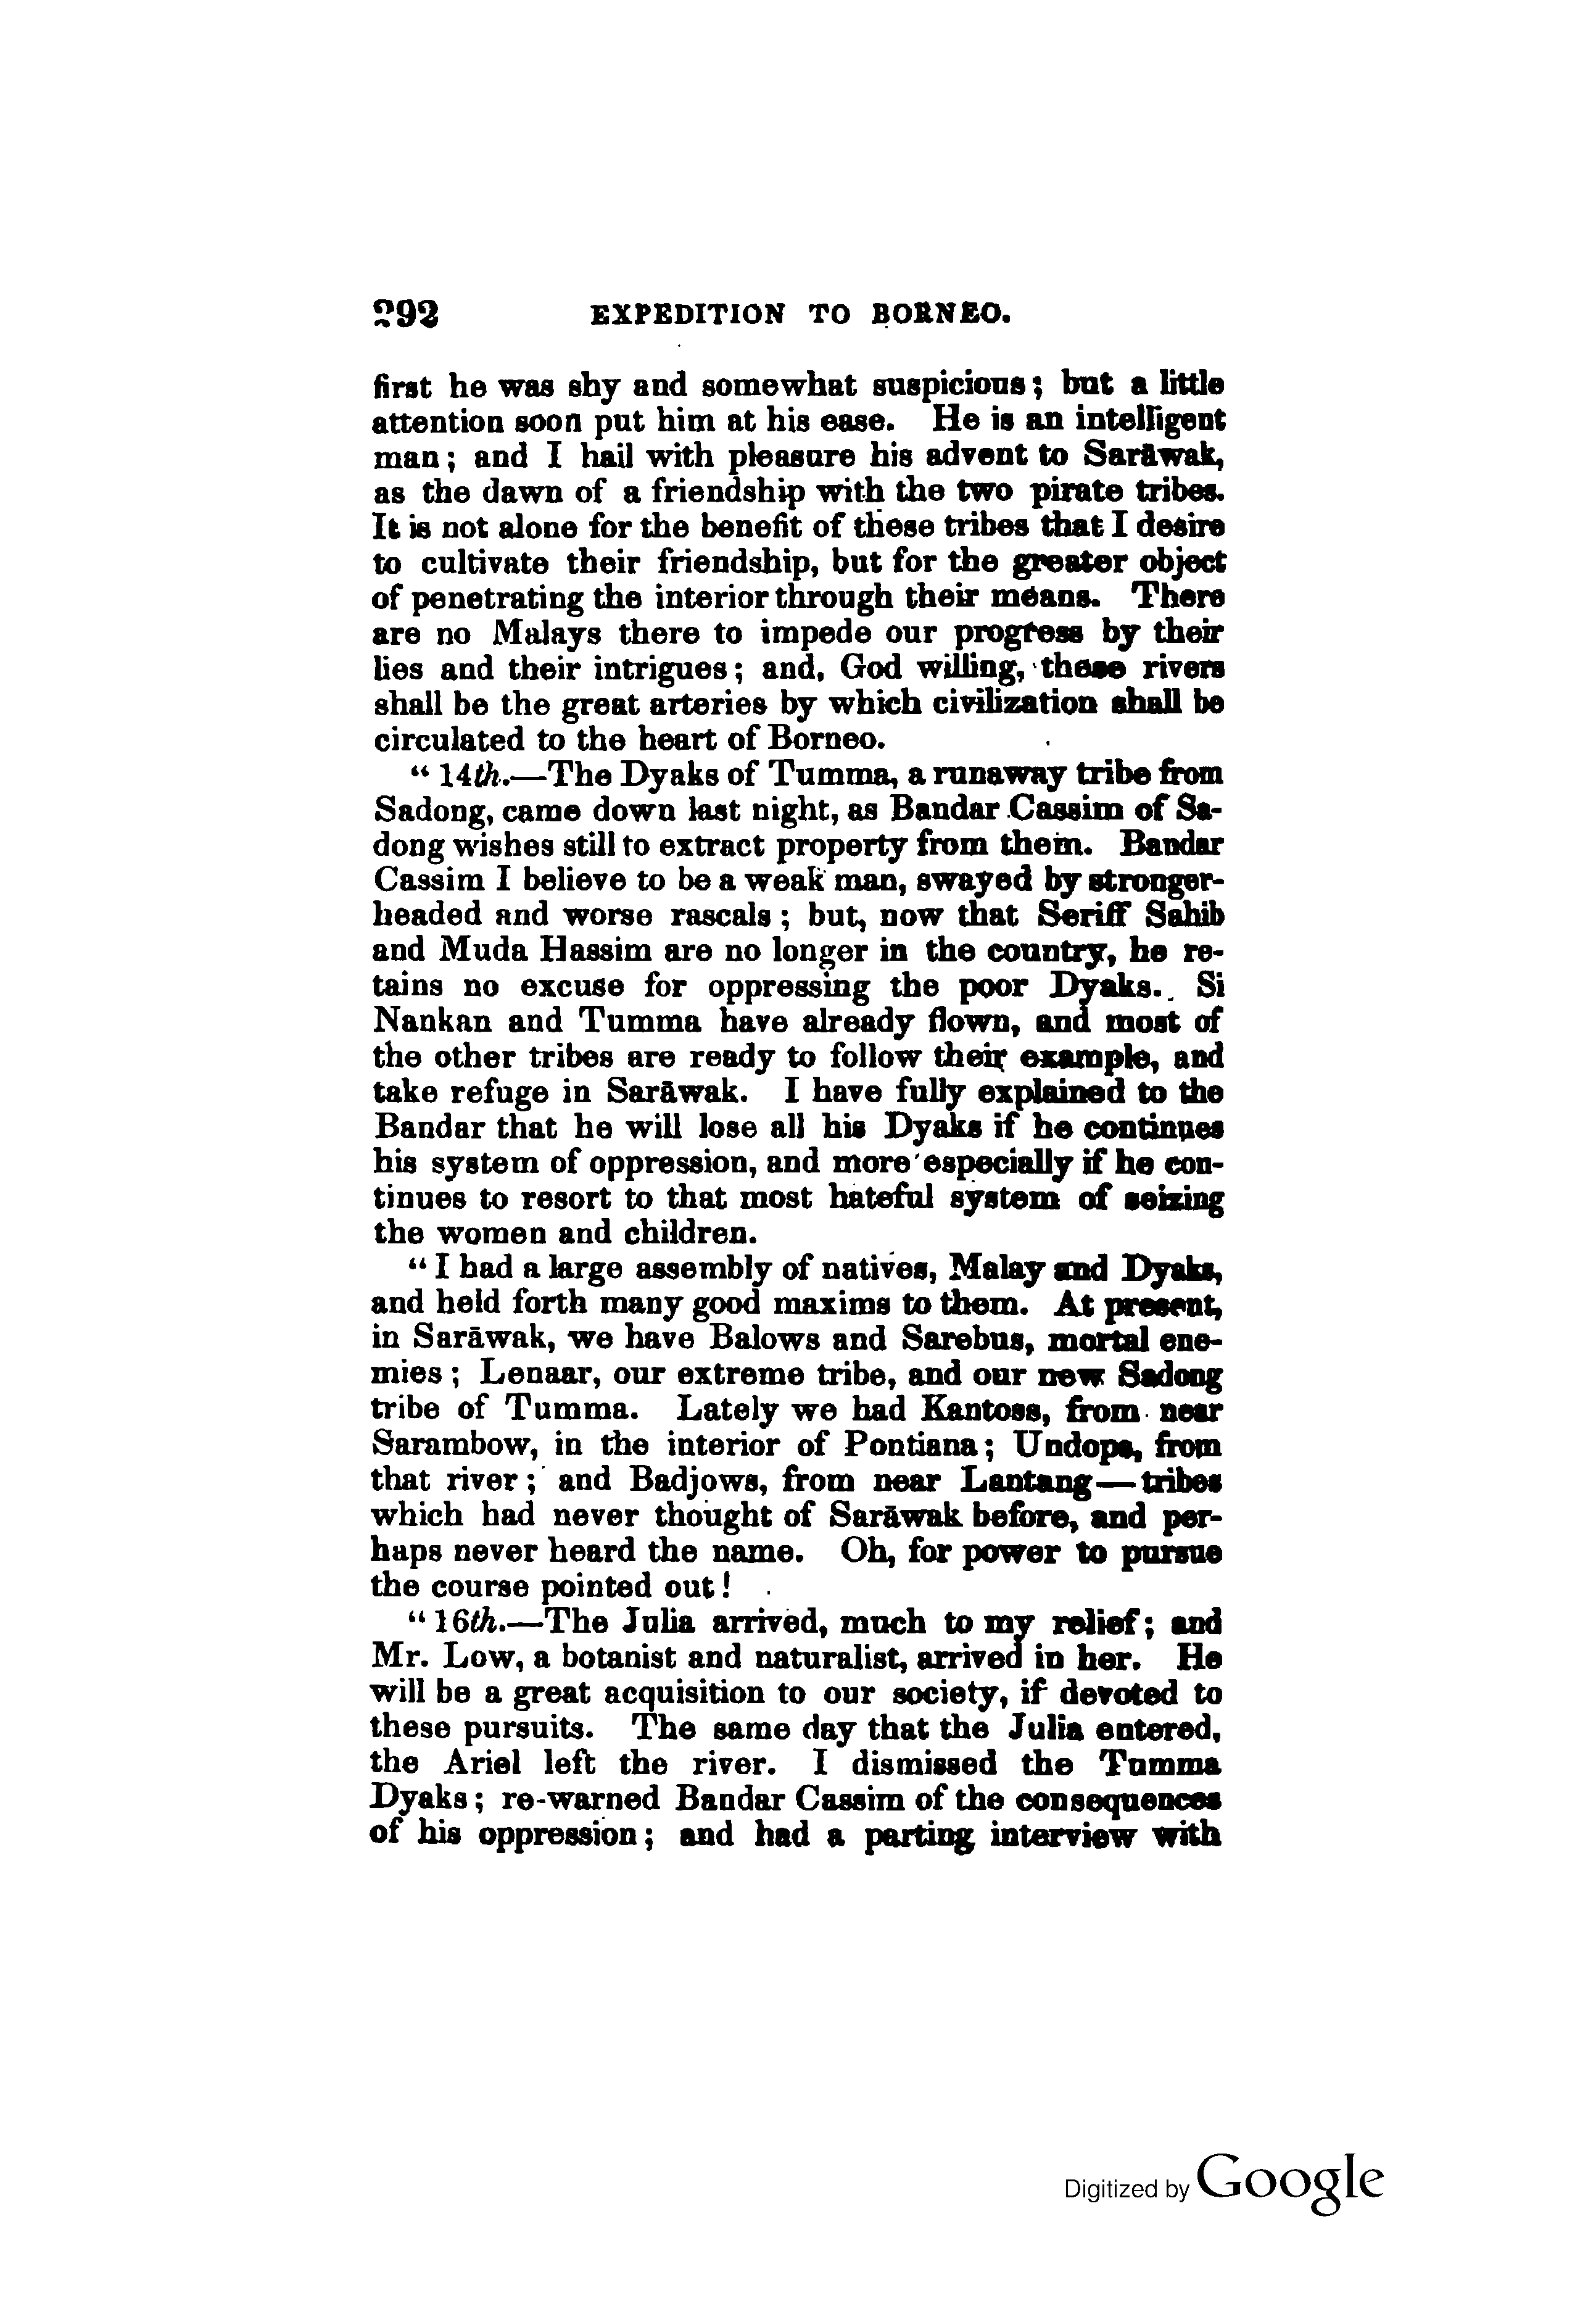 292 EXPEDITION TO BORNEO.
first he was shy and somewhat suspicious; but a little
attention soon put him at his ease. He is an intelligent
man; and I hail with pleasure his advent to Sarāwak,
as the dawn of a friendship with the two pirate tribes.
It is not alone for the benefit of these tribes that I desire
to cultivate their friendship, but for the greater object
of penetrating the interior through their means. There
are no Malays there to impede our progress by their
lies and their intrigues; and, God willing, these rivers
shall be the great arteries by which civilization shall be
circulated to the heart of Borneo.
“ 14th.—The Dyaks of Tumma, a runaway tribe from
Sadong, came down last night, as Bandar Cassim of Sa-
dong wishes still to extract property from them. Bandar
Cassim I believe to be a weak man, swayed by stronger-
headed and worse rascals; but, now that Seriff Sahib
and Muda Hassim are no longer in the country, he re-
tains no excuse for oppressing the poor Dyaks. Si
Nankan and Tumma have already flown, and most of
the other tribes are ready to follow their example, and
take refuge in Sarāwak. I have fully explained to the
Bandar that he will lose all his Dyaks if he continues
his system of oppression, and more especially if he con-
tinues to resort to that most hateful system of seizing
the women and children.
“ I had a large assembly of natives, Malay and Dyaks,
and held forth many good maxims to them. At present,
in Sarāwak, we have Balows and Sarebus, mortal ene-
mies; Lenaar, our extreme tribe, and our new Sadong
tribe of Tumma. Lately we had Kantoss, from near
Sarambow, in the interior of Pontiana; Undops, from
that river; and Badjows, from near Lantang—tribes
which had never thought of Sarāwak before, and per-
haps never heard the name. Oh, for power to pursue
the course pointed out!
“ 16th.—The Julia arrived, much to my relief; and
Mr. Low, a botanist and naturalist, arrived in her. He
will be a great acquisition to our society, if devoted to
these pursuits. The same day that the Julia entered,
the Ariel left the river. I dismissed the Tumma
Dyaks; re-warned Bandar Cassim of the consequences
of his oppression; and had a parting interview with
Digitized by Google